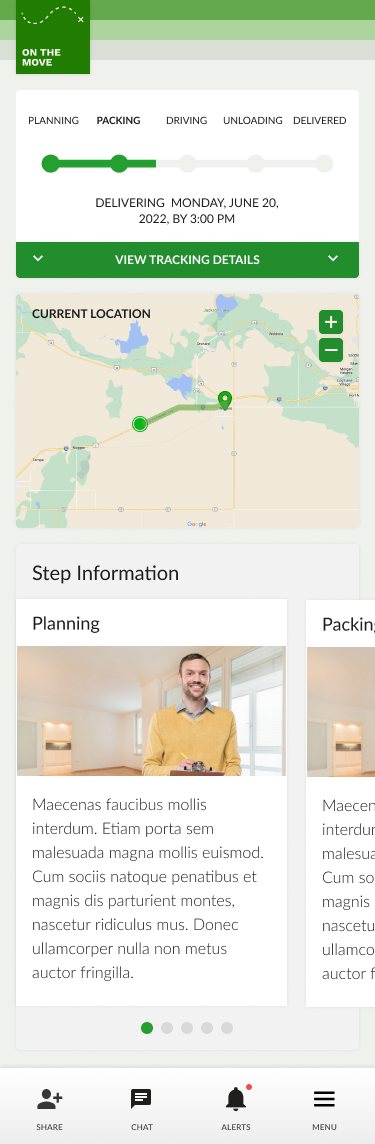 ON THE
MOVE
PLANNING PACKING DRIVING UNLOADING DELIVERED
DELIVERING MONDAY, JUNE 20,
2022, BY 3:00 PM
VIEW TRACKING DETAILS
CURRENT LOCATION
Google
Step Information
Planning
Packing
Maecenas faucibus mollis
interdum. Etiam porta sem
malesuada magna mollis euismod.
Cum sociis natoque penatibus et
magnis dis parturient montes,
nascetur ridiculus mus. Donec
ullamcorper nulla non metus
auctor fringilla.
Maecen
interdur
malesua
Cum so
magnis
nascetu
ullamco
auctor f
SHARE CHAT ALERTS MENU